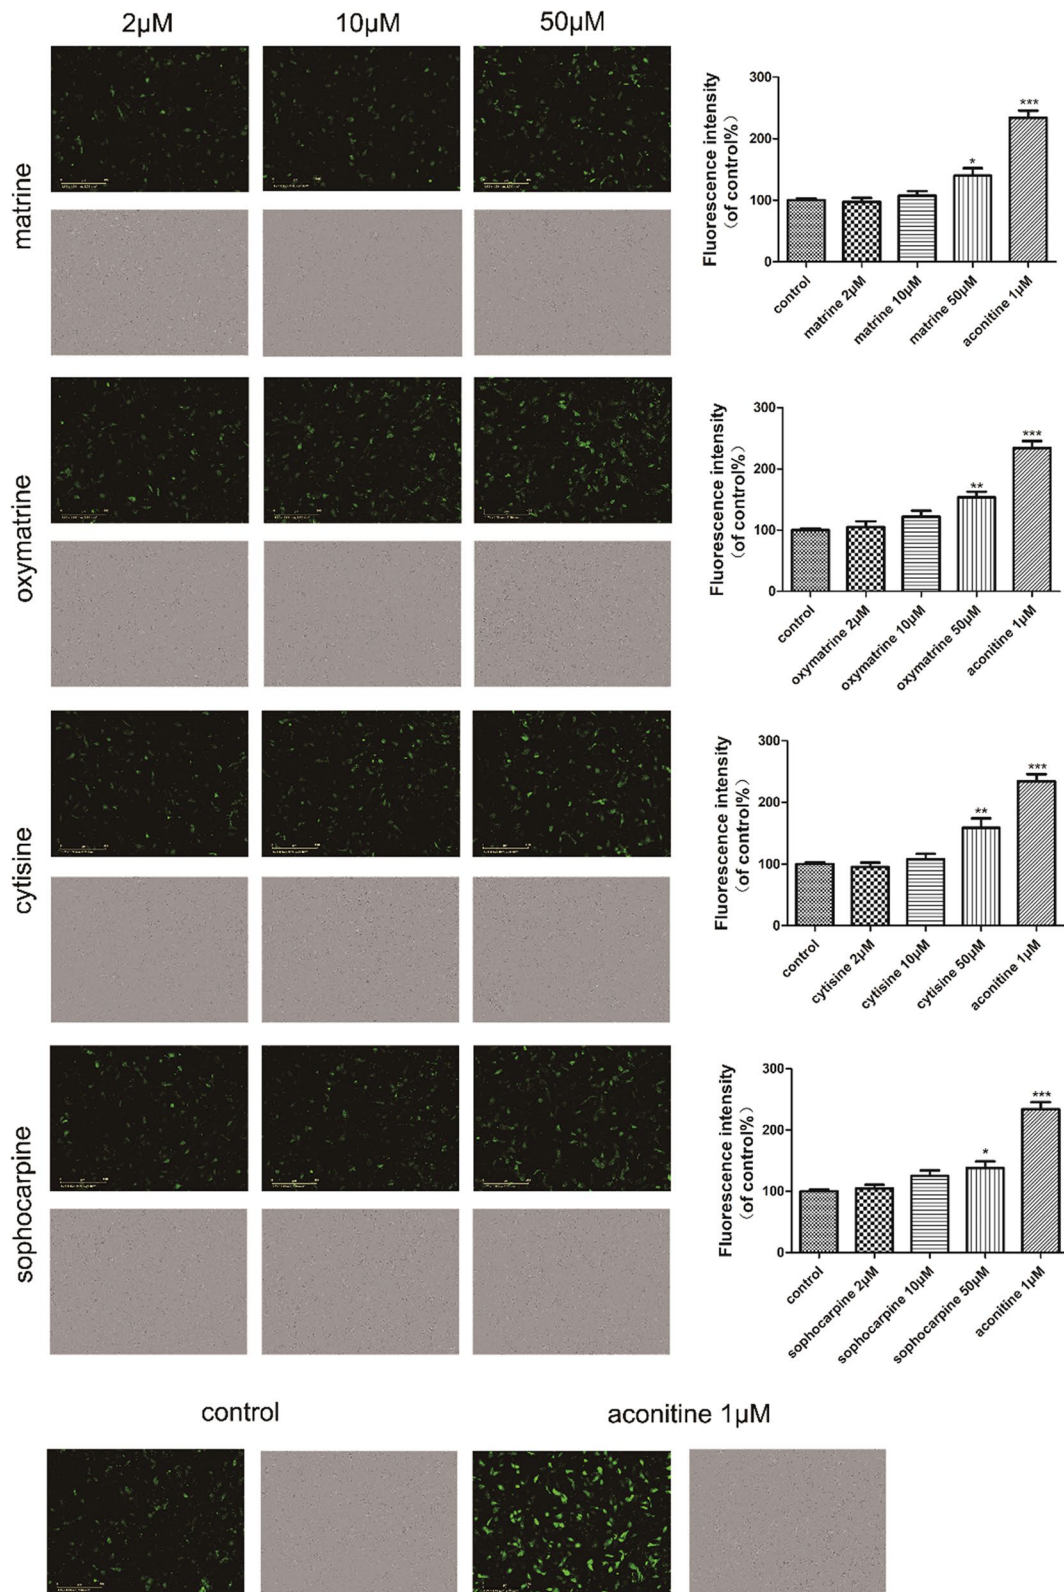 2µM 10µM 50µM
matrine
Fluorescence intensity
(of control%)
300
200
100
0
***
*
control
matrine 2µM
matrine 10µM
matrine 50µM
aconitine 1µM
oxymatrine
Fluorescence intensity
(of control%)
300
200
100
0
***
**
control
oxymatrine 2µM
oxymatrine 10µM
oxymatrine 50µM
aconitine 1µM
cytisine
Fluorescence intensity
(of control%)
300
200
100
0
***
**
control
cytisine 2µM
cytisine 10µM
cytisine 50µM
aconitine 1µM
sophocarpine
Fluorescence intensity
(of control%)
300
200
100
0
***
*
control
sophocarpine 2µM
sophocarpine 10µM
sophocarpine 50µM
aconitine 1µM
control aconitine 1µM